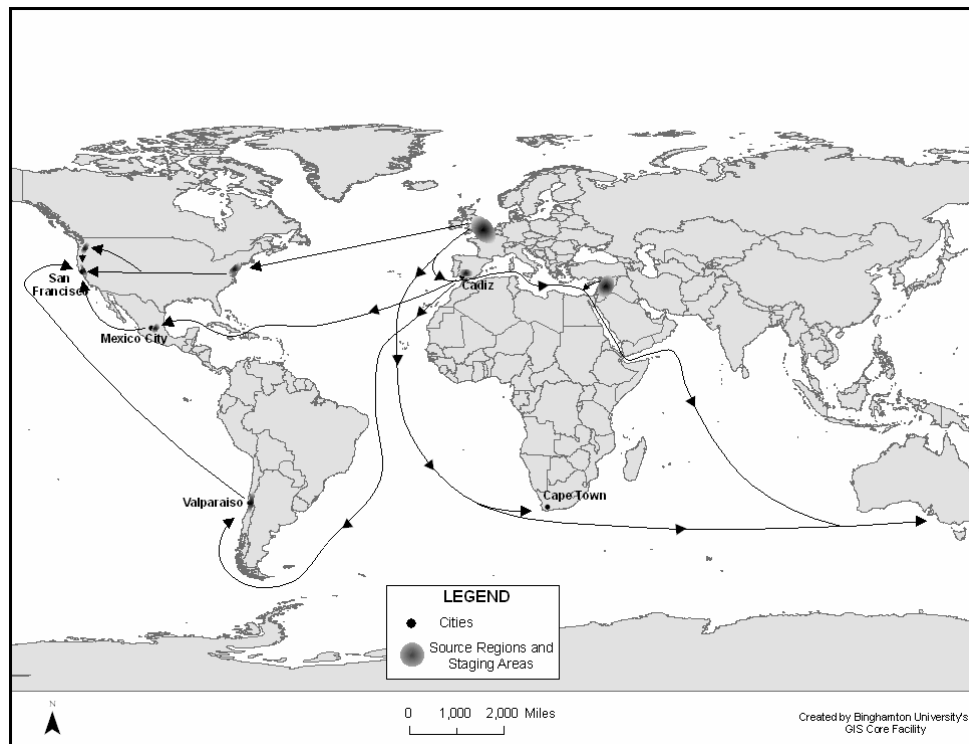 San
Francisco
Cadiz
Mexico City
Valparaiso
Cape Town
LEGEND
Cities
Source Regions and
Staging Areas
N
0 1,000 2,000 Miles
Created by Binghamton University's
GIS Core Facility